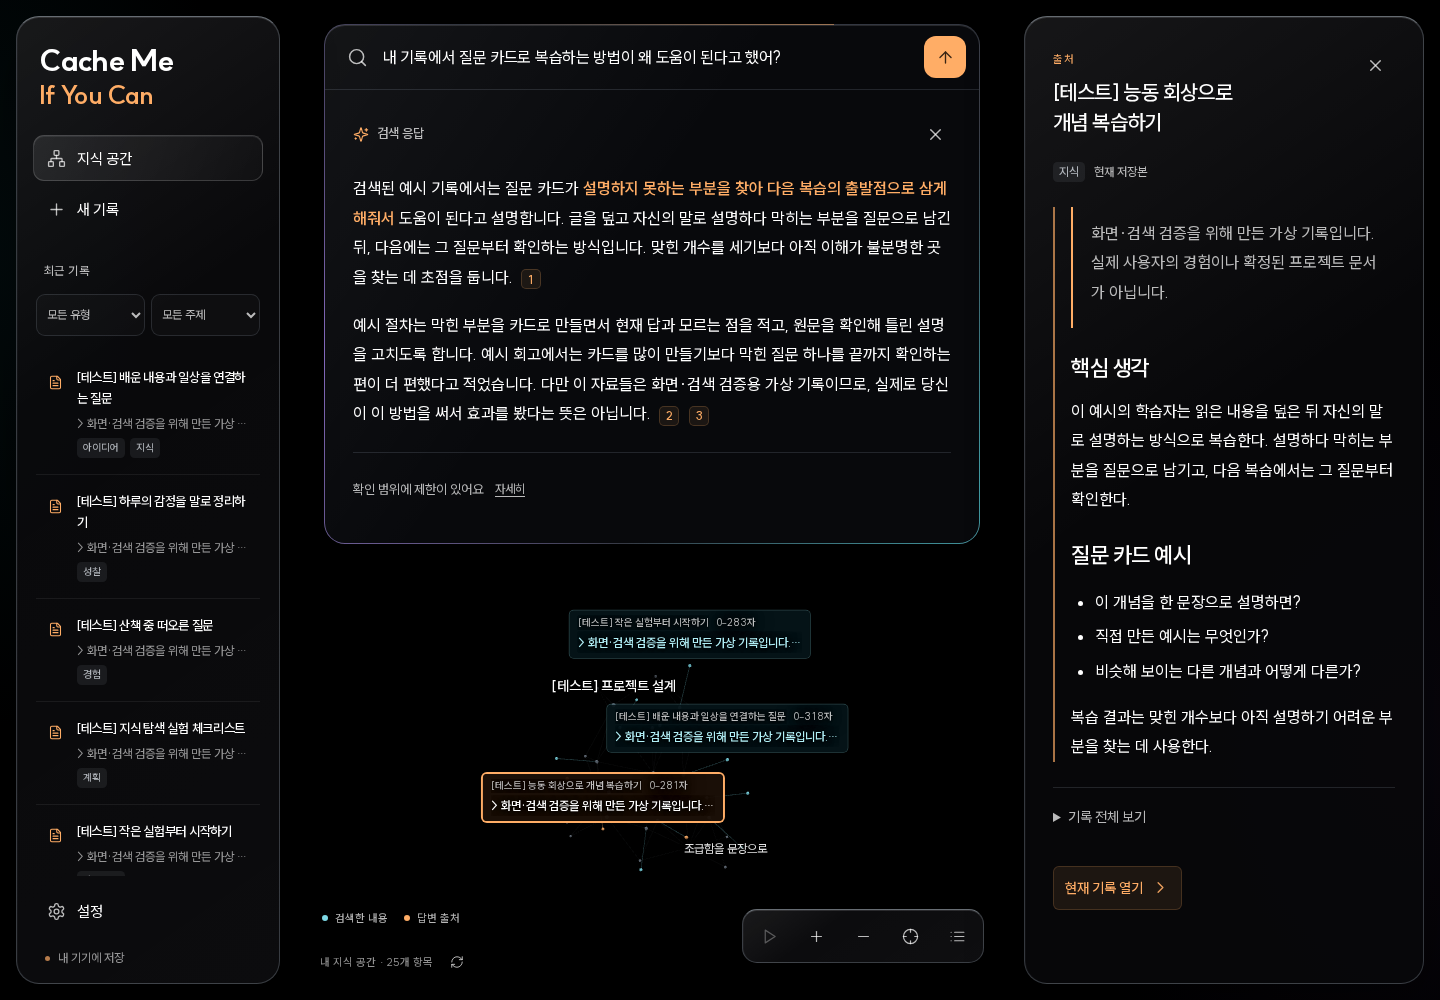 Cache Me
If You Can
지식 공간
새 기록
최근 기록
모든 유형
모든 주제
[테스트] 배운 내용과 일상을 연결하
는 질문
> 화면·검색 검증을 위해 만든 가상 ···
아이디어
지식
[테스트] 하루의 감정을 말로 정리하
기
> 화면·검색 검증을 위해 만든 가상 ···
성찰
[테스트] 산책 중 떠오른 질문
> 화면·검색 검증을 위해 만든 가상 ···
경험
[테스트] 지식 탐색 실험 체크리스트
> 화면·검색 검증을 위해 만든 가상 ···
계획
[테스트] 작은 실험부터 시작하기
> 화면·검색 검증을 위해 만든 가상 ···
설정
내 기기에 저장
내 기록에서 질문 카드로 복습하는 방법이 왜 도움이 된다고 했어?
검색 응답
검색된 예시 기록에서는 질문 카드가 설명하지 못하는 부분을 찾아 다음 복습의 출발점으로 삼게
해줘서 도움이 된다고 설명합니다. 글을 덮고 자신의 말로 설명하다 막히는 부분을 질문으로 남긴
뒤, 다음에는 그 질문부터 확인하는 방식입니다. 맞힌 개수를 세기보다 아직 이해가 불분명한 곳
을 찾는 데 초점을 둡니다. 1
예시 절차는 막힌 부분을 카드로 만들면서 현재 답과 모르는 점을 적고, 원문을 확인해 틀린 설명
을 고치도록 합니다. 예시 회고에서는 카드를 많이 만들기보다 막힌 질문 하나를 끝까지 확인하는
편이 더 편했다고 적었습니다. 다만 이 자료들은 화면·검색 검증용 가상 기록이므로, 실제로 당신
이 이 방법을 써서 효과를 봤다는 뜻은 아닙니다. 2 3
확인 범위에 제한이 있어요 자세히
[테스트] 작은 실험부터 시작하기 0-283자
> 화면·검색 검증을 위해 만든 가상 기록입니다.···
[테스트] 프로젝트 설계
[테스트] 배운 내용과 일상을 연결하는 질문 0-318자
> 화면·검색 검증을 위해 만든 가상 기록입니다.···
[테스트] 능동 회상으로 개념 복습하기 0-281자
> 화면·검색 검증을 위해 만든 가상 기록입니다.···
조급함을 문장으로
검색한 내용
답변 출처
내 지식 공간 · 25개 항목
출처
[테스트] 능동 회상으로
개념 복습하기
지식
현재 저장본
화면·검색 검증을 위해 만든 가상 기록입니다.
실제 사용자의 경험이나 확정된 프로젝트 문서
가 아닙니다.
핵심 생각
이 예시의 학습자는 읽은 내용을 덮은 뒤 자신의 말
로 설명하는 방식으로 복습한다. 설명하다 막히는 부
분을 질문으로 남기고, 다음 복습에서는 그 질문부터
확인한다.
질문 카드 예시
• 이 개념을 한 문장으로 설명하면?
• 직접 만든 예시는 무엇인가?
• 비슷해 보이는 다른 개념과 어떻게 다른가?
복습 결과는 맞힌 개수보다 아직 설명하기 어려운 부
분을 찾는 데 사용한다.
기록 전체 보기
현재 기록 열기